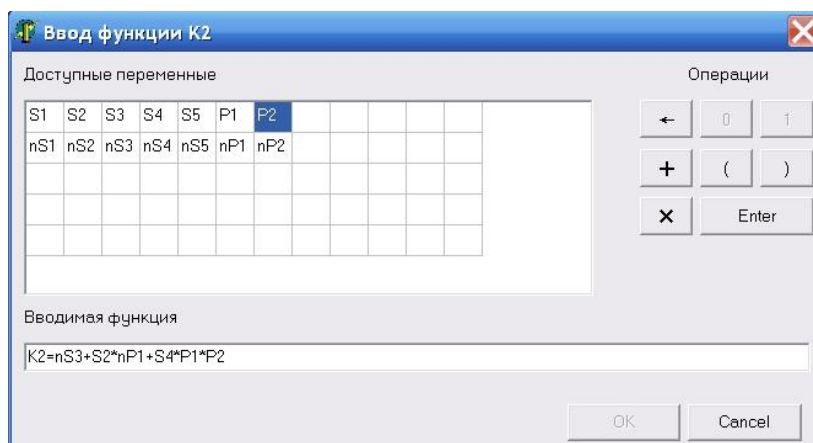 Ввод функции K2
Доступные переменные
Операции
S1 S2 S3 S4 S5 P1 P2
nS1 nS2 nS3 nS4 nS5 nP1 nP2
← 0 1
+ ( )
× Enter
Вводимая функция
K2=nS3+S2*nP1+S4*P1*P2
OK Cancel